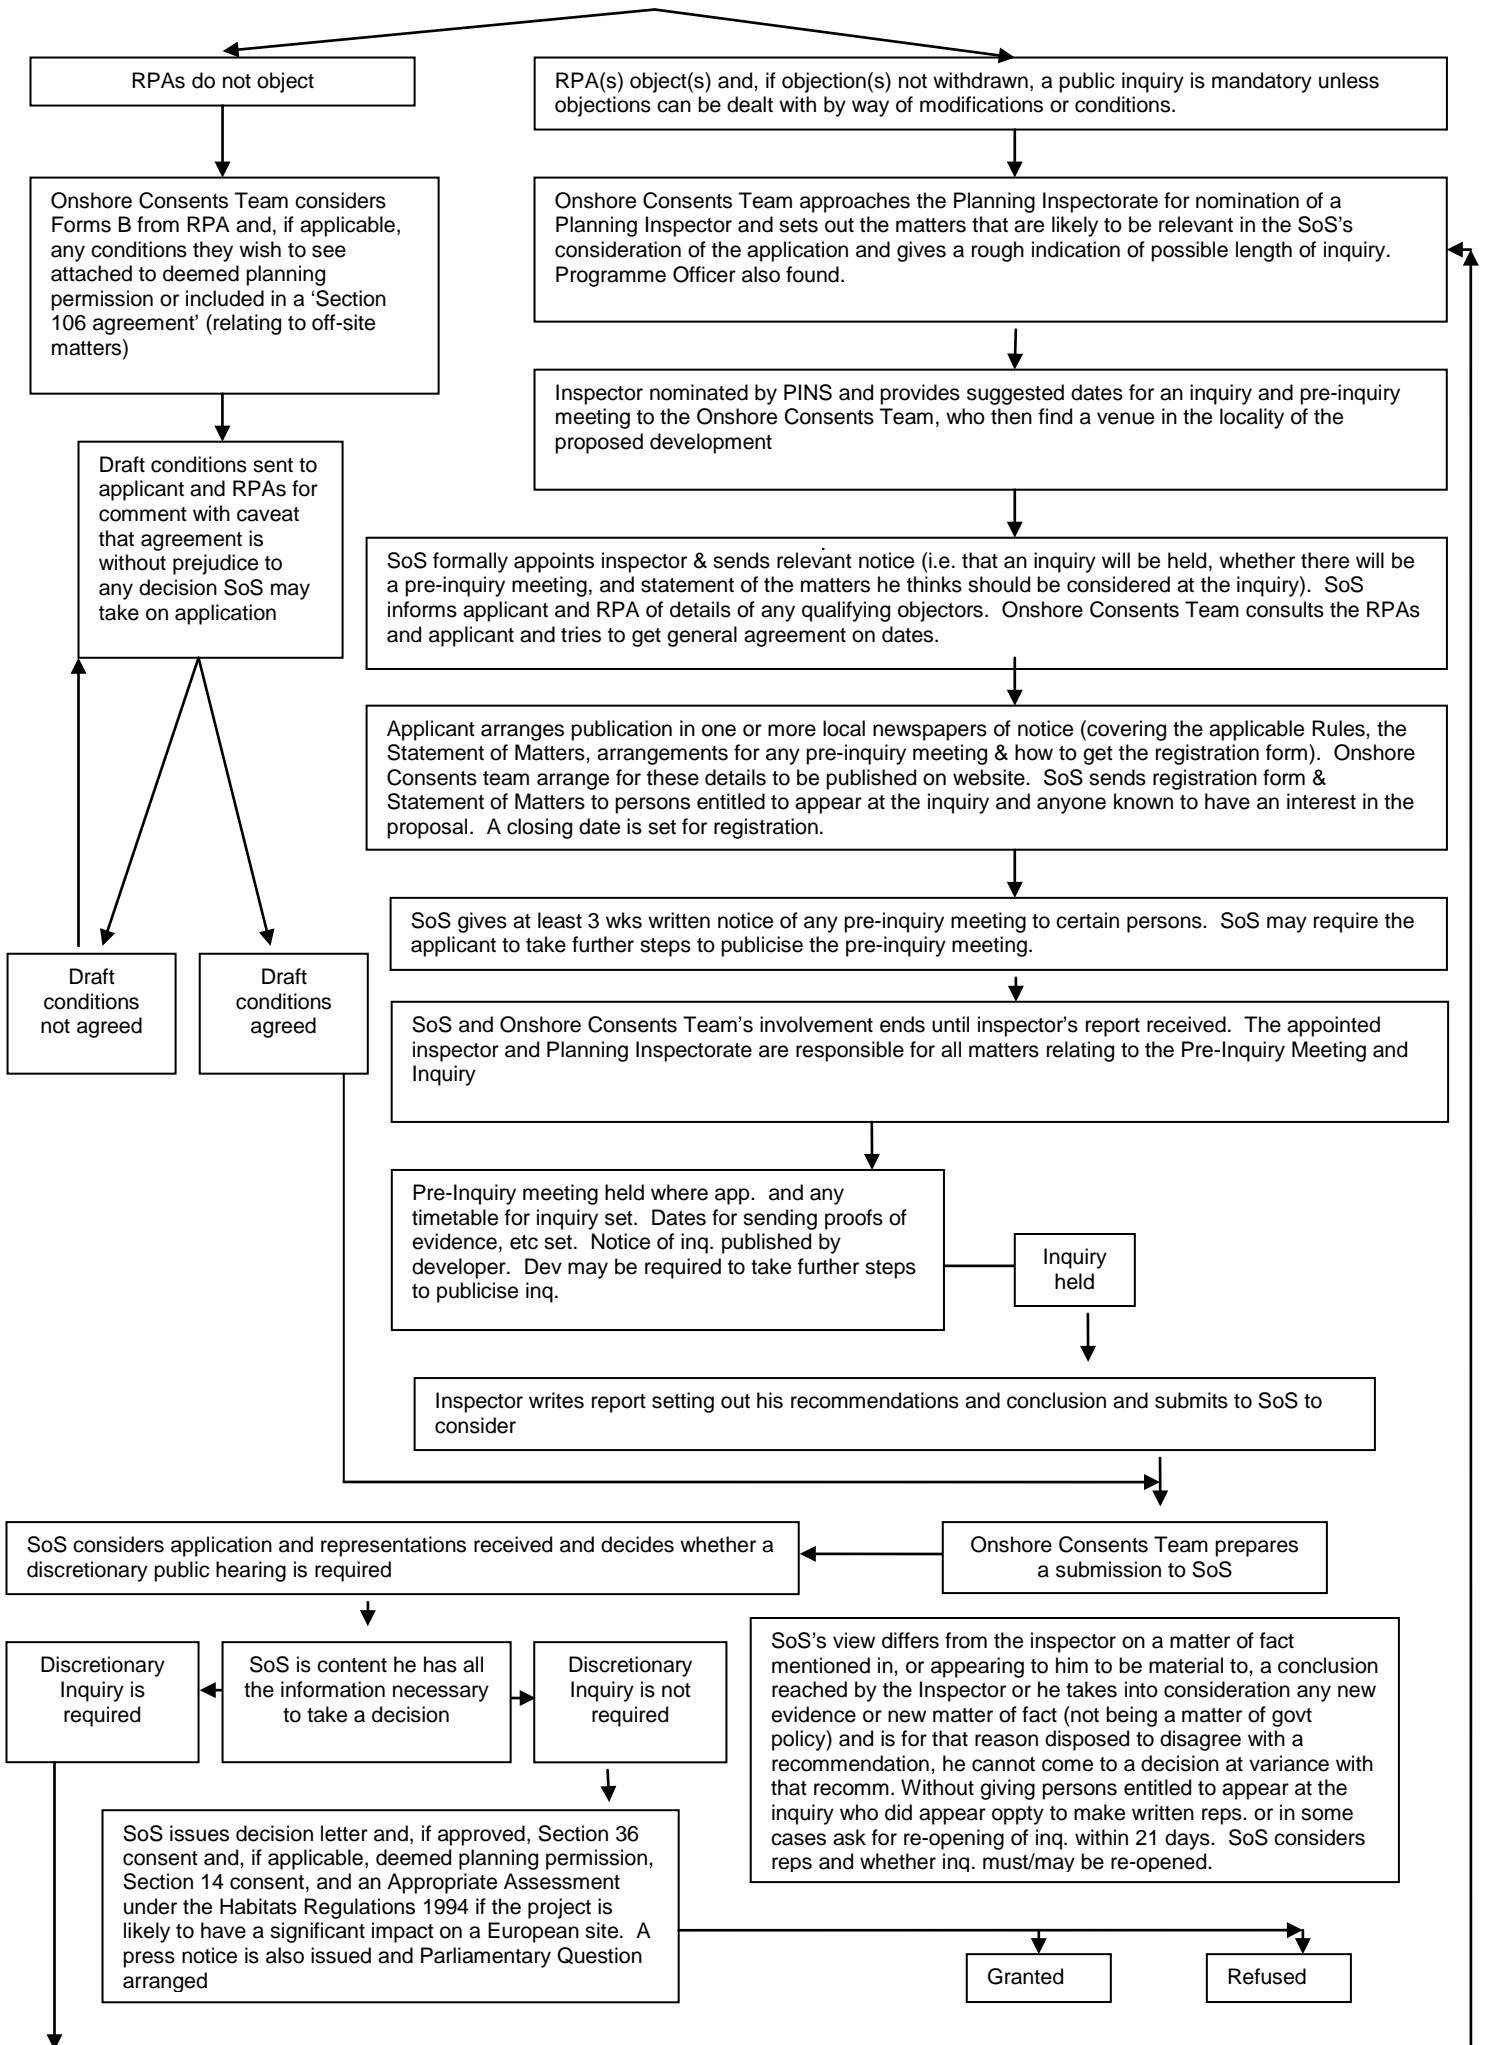 RPAs do not object
RPA(s) object(s) and, if objection(s) not withdrawn, a public inquiry is mandatory unless
objections can be dealt with by way of modifications or conditions.
Onshore Consents Team considers
Forms B from RPA and, if applicable,
any conditions they wish to see
attached to deemed planning
permission or included in a ‘Section
106 agreement’ (relating to off-site
matters)
Onshore Consents Team approaches the Planning Inspectorate for nomination of a
Planning Inspector and sets out the matters that are likely to be relevant in the SoS’s
consideration of the application and gives a rough indication of possible length of inquiry.
Programme Officer also found.
Inspector nominated by PINS and provides suggested dates for an inquiry and pre-inquiry
meeting to the Onshore Consents Team, who then find a venue in the locality of the
proposed development
Draft conditions sent to
applicant and RPAs for
comment with caveat
that agreement is
without prejudice to
any decision SoS may
take on application
SoS formally appoints inspector & sends relevant notice (i.e. that an inquiry will be held, whether there will be
a pre-inquiry meeting, and statement of the matters he thinks should be considered at the inquiry). SoS
informs applicant and RPA of details of any qualifying objectors. Onshore Consents Team consults the RPAs
and applicant and tries to get general agreement on dates.
Applicant arranges publication in one or more local newspapers of notice (covering the applicable Rules, the
Statement of Matters, arrangements for any pre-inquiry meeting & how to get the registration form). Onshore
Consents team arrange for these details to be published on website. SoS sends registration form &
Statement of Matters to persons entitled to appear at the inquiry and anyone known to have an interest in the
proposal. A closing date is set for registration.
SoS gives at least 3 wks written notice of any pre-inquiry meeting to certain persons. SoS may require the
applicant to take further steps to publicise the pre-inquiry meeting.
Draft
conditions
not agreed
Draft
conditions
agreed
SoS and Onshore Consents Team’s involvement ends until inspector’s report received. The appointed
inspector and Planning Inspectorate are responsible for all matters relating to the Pre-Inquiry Meeting and
Inquiry
Pre-Inquiry meeting held where app. and any
timetable for inquiry set. Dates for sending proofs of
evidence, etc set. Notice of inq. published by
developer. Dev may be required to take further steps
to publicise inq.
Inquiry
held
Inspector writes report setting out his recommendations and conclusion and submits to SoS to
consider
SoS considers application and representations received and decides whether a
discretionary public hearing is required
Onshore Consents Team prepares
a submission to SoS
Discretionary
Inquiry is
required
SoS is content he has all
the information necessary
to take a decision
Discretionary
Inquiry is not
required
SoS’s view differs from the inspector on a matter of fact
mentioned in, or appearing to him to be material to, a conclusion
reached by the Inspector or he takes into consideration any new
evidence or new matter of fact (not being a matter of govt
policy) and is for that reason disposed to disagree with a
recommendation, he cannot come to a decision at variance with
that recomm. Without giving persons entitled to appear at the
inquiry who did appear oppty to make written reps. or in some
cases ask for re-opening of inq. within 21 days. SoS considers
reps and whether inq. must/may be re-opened.
SoS issues decision letter and, if approved, Section 36
consent and, if applicable, deemed planning permission,
Section 14 consent, and an Appropriate Assessment
under the Habitats Regulations 1994 if the project is
likely to have a significant impact on a European site. A
press notice is also issued and Parliamentary Question
arranged
Granted
Refused